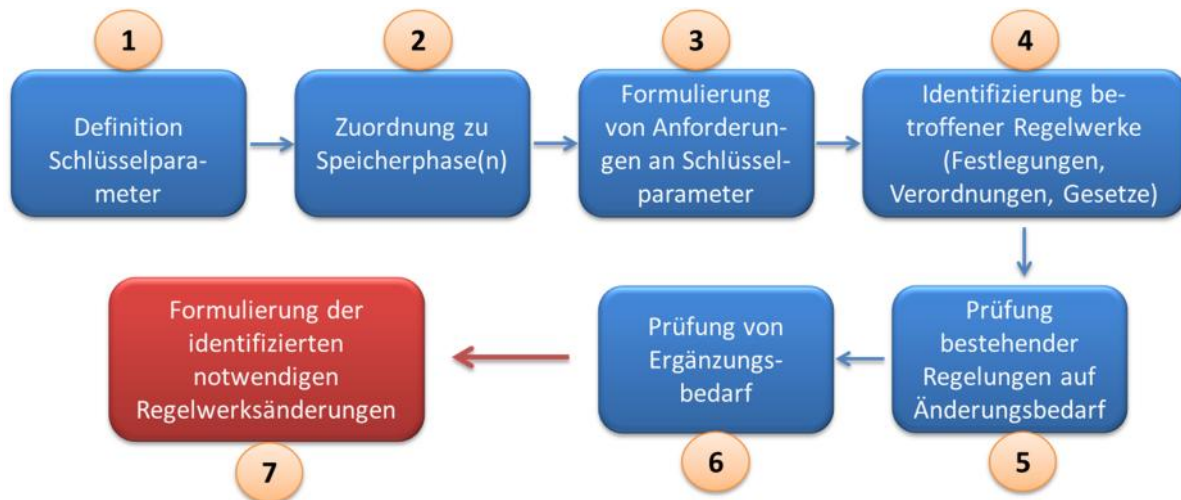 1
Definition
Schlüsselpara-
meter
2
Zuordnung zu
Speicherphase(n)
3
Formulierung
von Anforderun-
gen an Schlüssel-
parameter
4
Identifizierung be-
troffener Regelwerke
(Festlegungen,
Verordnungen, Gesetze)
Prüfung
bestehender
Regelungen auf
Änderungsbedarf
5
Prüfung von
Ergänzungs-
bedarf
6
Formulierung der
identifizierten
notwendigen
Regelwerksänderungen
7